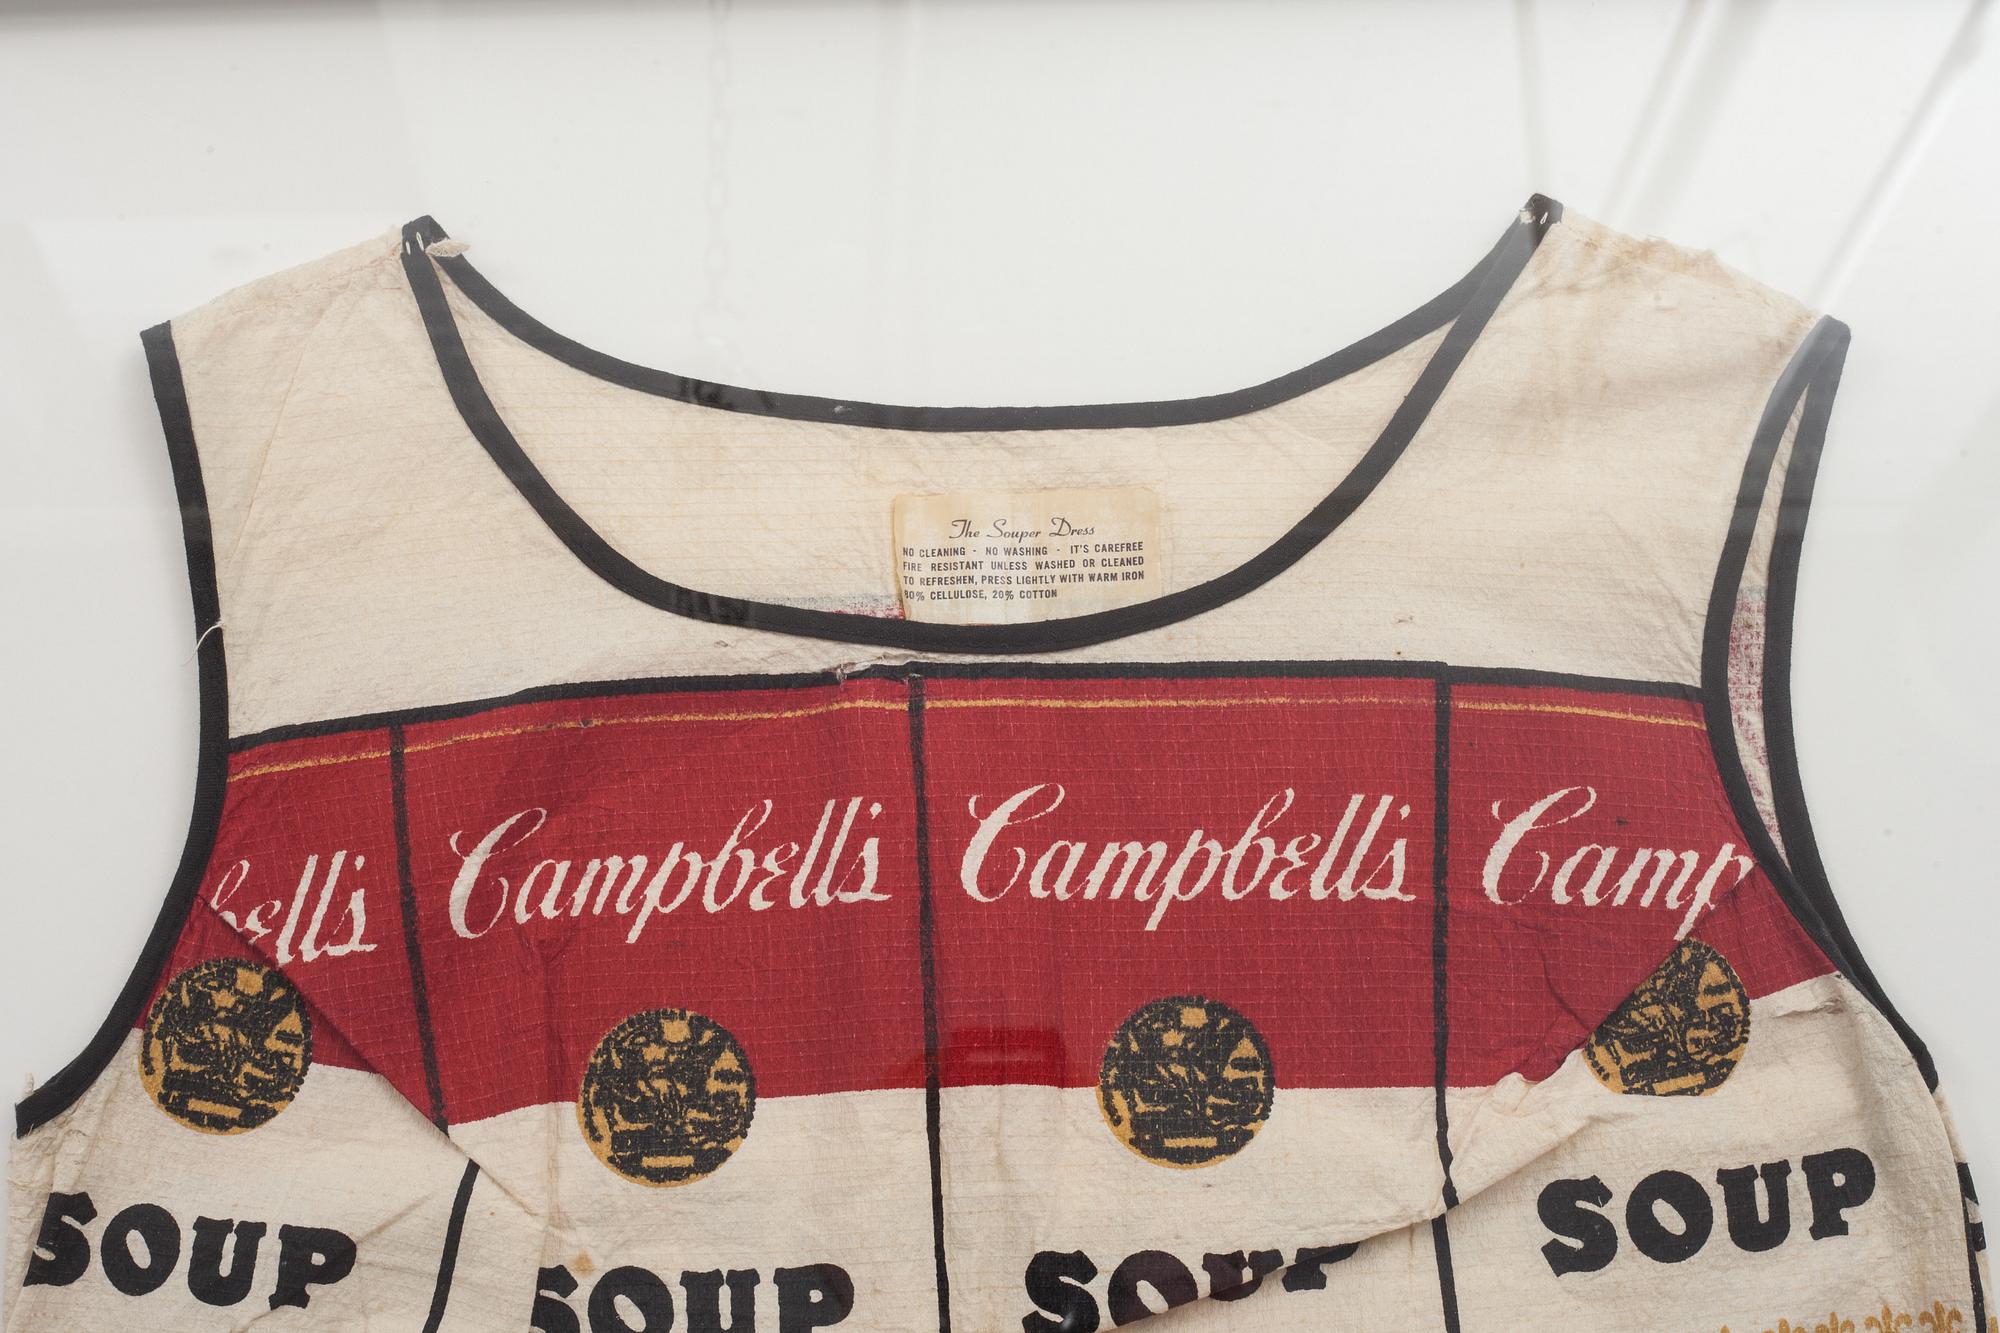 The Souper Dress
NO CLEANING - NO WASHING - IT'S CAREFREE
FIRE RESISTANT UNLESS WASHED OR CLEANED
TO REFRESHEN, PRESS LIGHTLY WITH WARM IRON
80% CELLULOSE, 20% COTTON
bell's Campbell's Campbell's Camp
SOUP SOUP SOUP SOUP